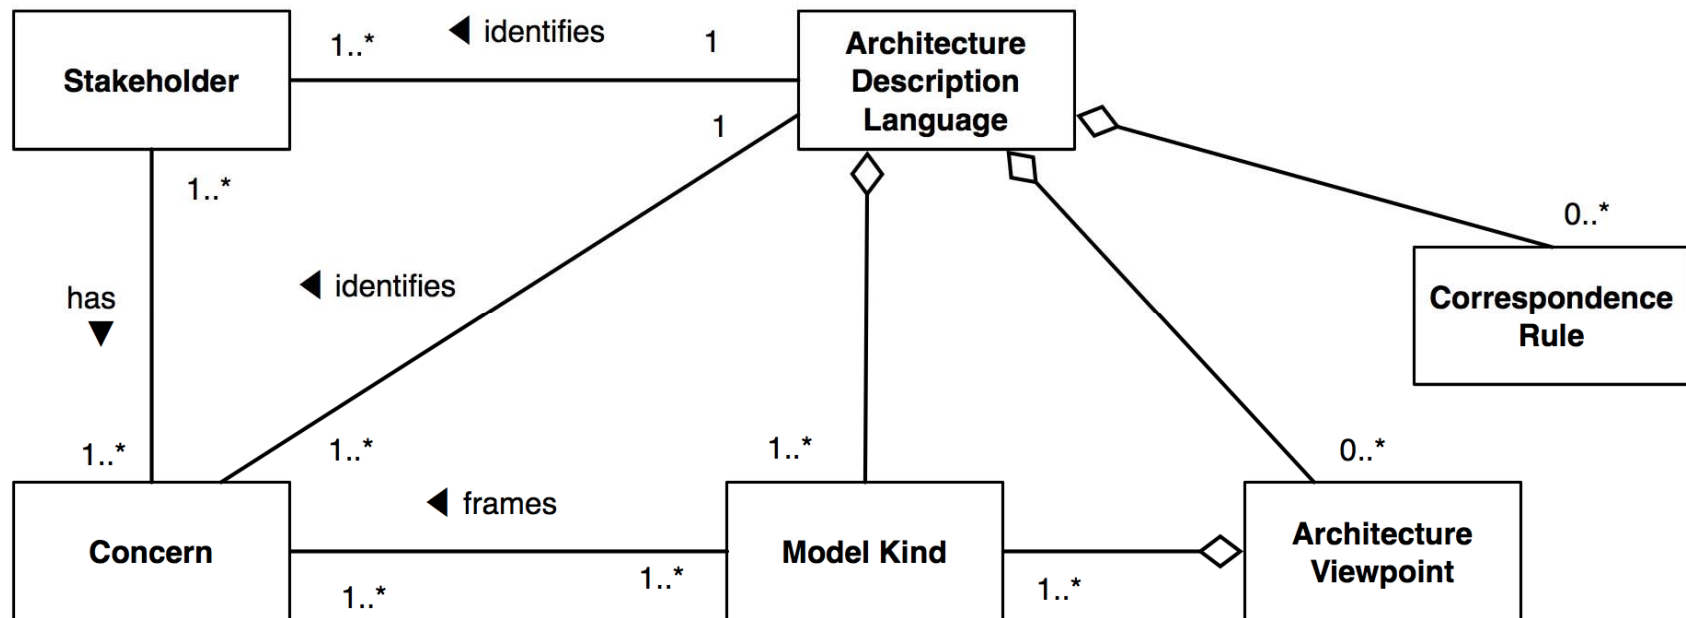 1..*
◀ identifies
1
Stakeholder
Architecture
Description
Language
1
1..*
0..*
◀ identifies
has
▼
Correspondence
Rule
1..*
1..*
1..*
0..*
◀ frames
Concern
Model Kind
Architecture
Viewpoint
1..*
1..*
1..*